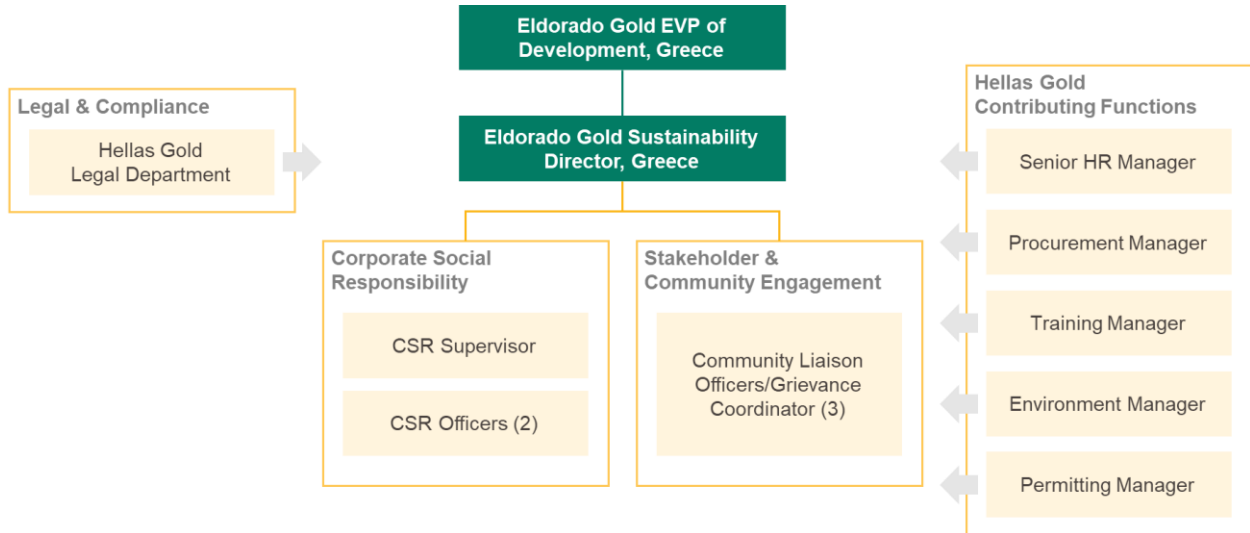 Eldorado Gold EVP of
Development, Greece
Legal & Compliance
Hellas Gold
Legal Department
Eldorado Gold Sustainability
Director, Greece
Corporate Social
Responsibility
CSR Supervisor
CSR Officers (2)
Stakeholder &
Community Engagement
Community Liaison
Officers/Grievance
Coordinator (3)
Hellas Gold
Contributing Functions
Senior HR Manager
Procurement Manager
Training Manager
Environment Manager
Permitting Manager